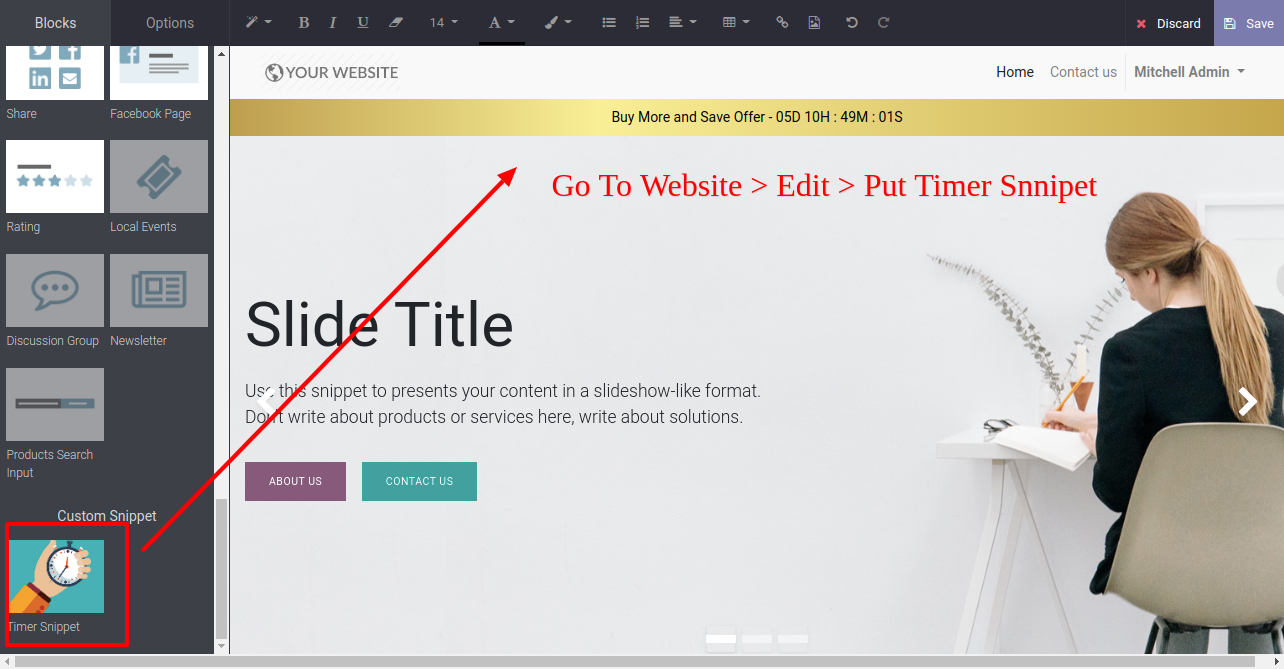 Blocks
Options
B I U
14
A
Discard
Save
Share
Facebook Page
Rating
Local Events
Discussion Group
Newsletter
Products Search
Input
Custom Snippet
Timer Snippet
YOUR WEBSITE
Home
Contact us
Mitchell Admin
Buy More and Save Offer - 05D 10H : 49M : 01S
Go To Website > Edit > Put Timer Snnipet
Slide Title
Use this snippet to presents your content in a slideshow-like format.
Don't write about products or services here, write about solutions.
ABOUT US
CONTACT US